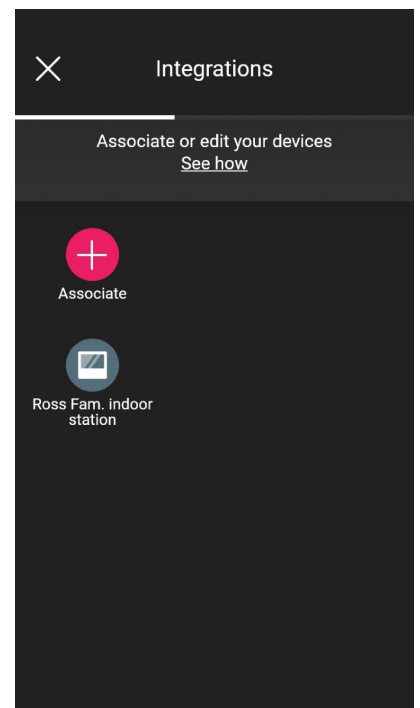 Integrations
Associate or edit your devices
See how
Associate
Ross Fam. indoor
station